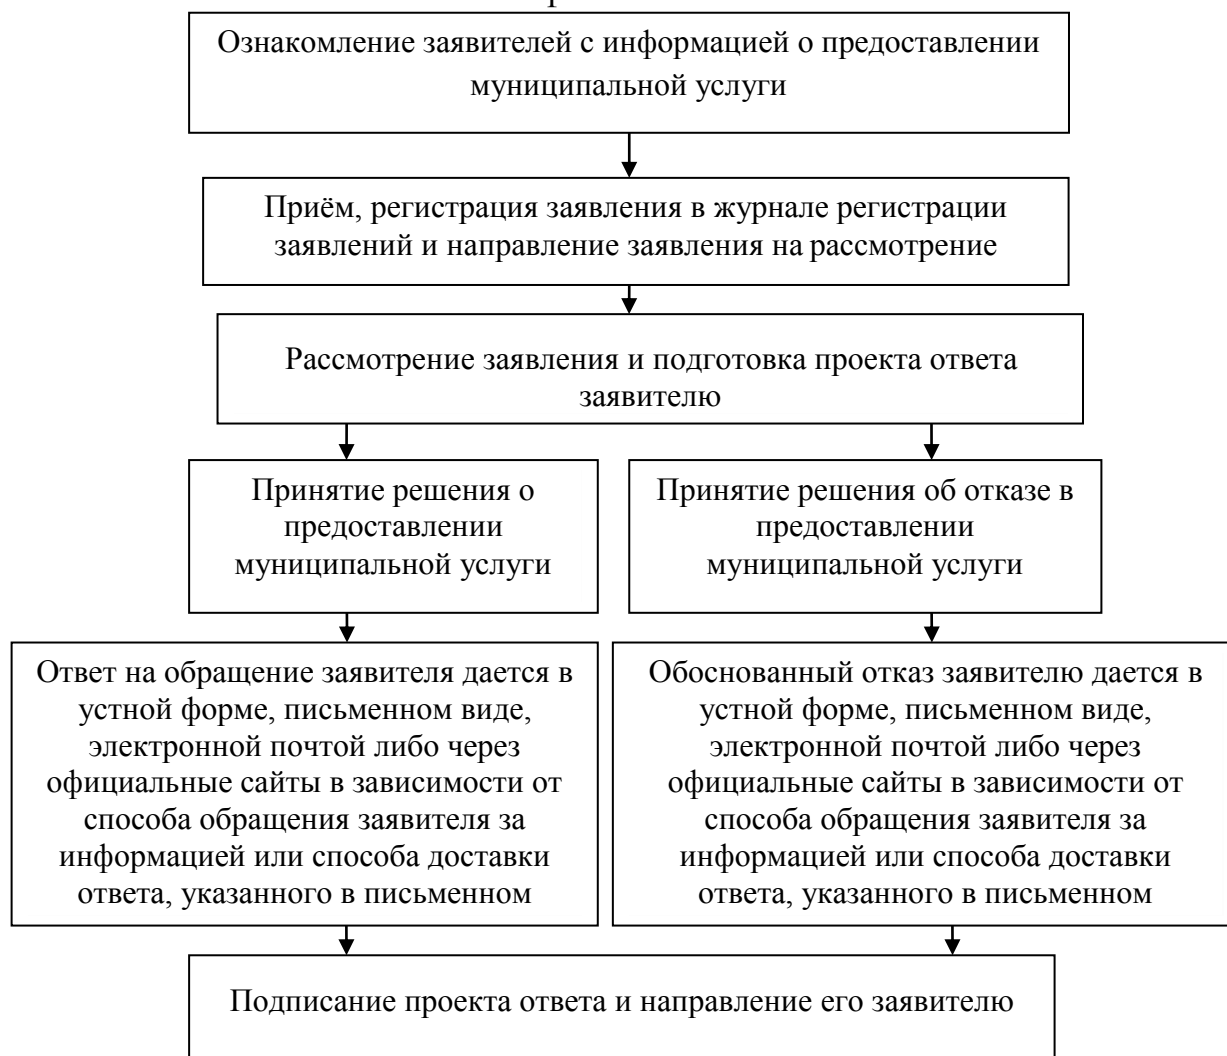 Ознакомление заявителей с информацией о предоставлении
муниципальной услуги
Приём, регистрация заявления в журнале регистрации
заявлений и направление заявления на рассмотрение
Рассмотрение заявления и подготовка проекта ответа
заявителю
Принятие решения о
предоставлении
муниципальной услуги
Принятие решения об отказе в
предоставлении
муниципальной услуги
Ответ на обращение заявителя дается в
устной форме, письменном виде,
электронной почтой либо через
официальные сайты в зависимости от
способа обращения заявителя за
информацией или способа доставки
ответа, указанного в письменном
Обоснованный отказ заявителю дается в
устной форме, письменном виде,
электронной почтой либо через
официальные сайты в зависимости от
способа обращения заявителя за
информацией или способа доставки
ответа, указанного в письменном
Подписание проекта ответа и направление его заявителю